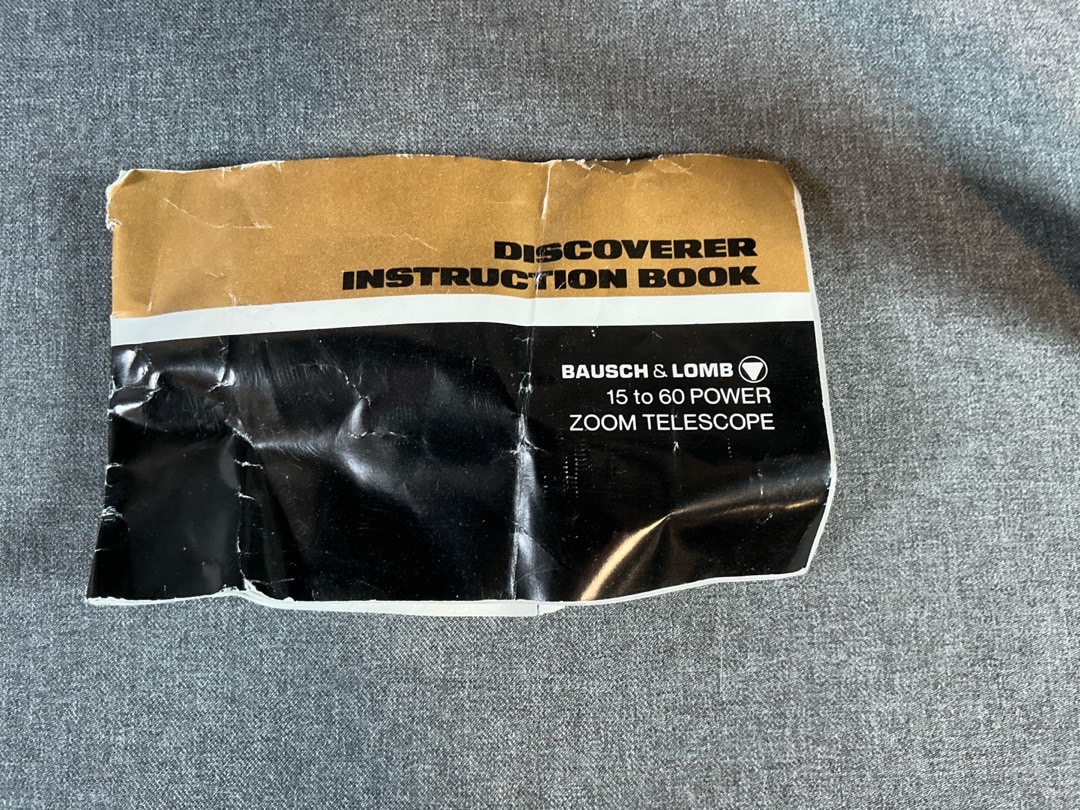 DISCOVERER
INSTRUCTION BOOK
BAUSCH & LOMB
15 to 60 POWER
ZOOM TELESCOPE